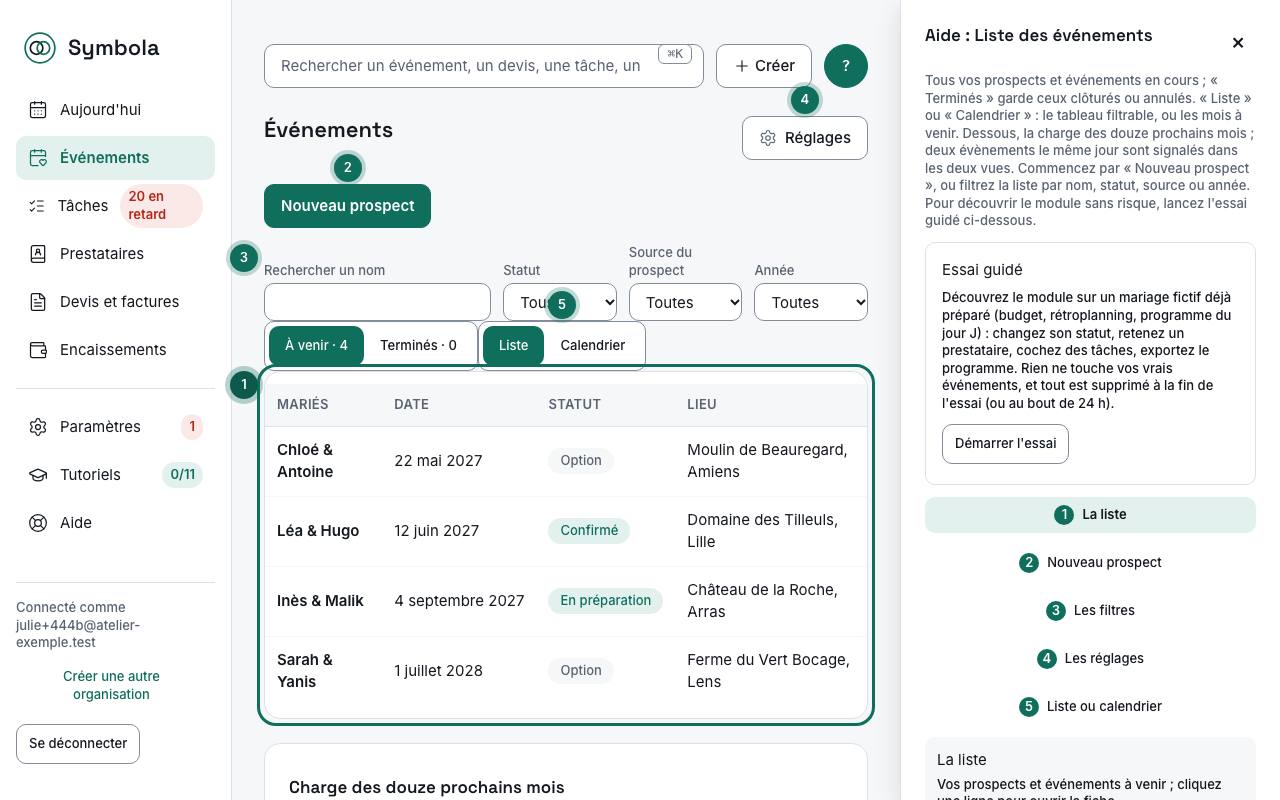 Symbola
Aujourd'hui
Événements
Tâches
20 en
retard
Prestataires
Devis et factures
Encaissements
Paramètres
1
Tutoriels
0/11
Aide
Connecté comme
julie+444b@atelier-
exemple.test
Créer une autre
organisation
Se déconnecter
Rechercher un événement, un devis, une tâche, un
⌘K
Créer
?
Événements
4
Réglages
2
Nouveau prospect
3
Rechercher un nom
Statut
Source du
prospect
Année
5
Toutes
Toutes
À venir · 4
Terminés · 0
Liste
Calendrier
1
MARIÉS DATE STATUT LIEU
Chloé &
Antoine
22 mai 2027
Option
Moulin de Beauregard,
Amiens
Léa & Hugo
12 juin 2027
Confirmé
Domaine des Tilleuls,
Lille
Inès & Malik
4 septembre 2027
En préparation
Château de la Roche,
Arras
Sarah &
Yanis
1 juillet 2028
Option
Ferme du Vert Bocage,
Lens
Charge des douze prochains mois
Aide : Liste des événements
Tous vos prospects et événements en cours ; «
Terminés » garde ceux clôturés ou annulés. « Liste »
ou « Calendrier » : le tableau filtrable, ou les mois à
venir. Dessous, la charge des douze prochains mois ;
deux évènements le même jour sont signalés dans
les deux vues. Commencez par « Nouveau prospect
», ou filtrez la liste par nom, statut, source ou année.
Pour découvrir le module sans risque, lancez l'essai
guidé ci-dessous.
Essai guidé
Découvrez le module sur un mariage fictif déjà
préparé (budget, rétroplanning, programme du
jour J) : changez son statut, retenez un
prestataire, cochez des tâches, exportez le
programme. Rien ne touche vos vrais
événements, et tout est supprimé à la fin de
l'essai (ou au bout de 24 h).
Démarrer l'essai
1 La liste
2 Nouveau prospect
3 Les filtres
4 Les réglages
5 Liste ou calendrier
La liste
Vos prospects et événements à venir ; cliquez